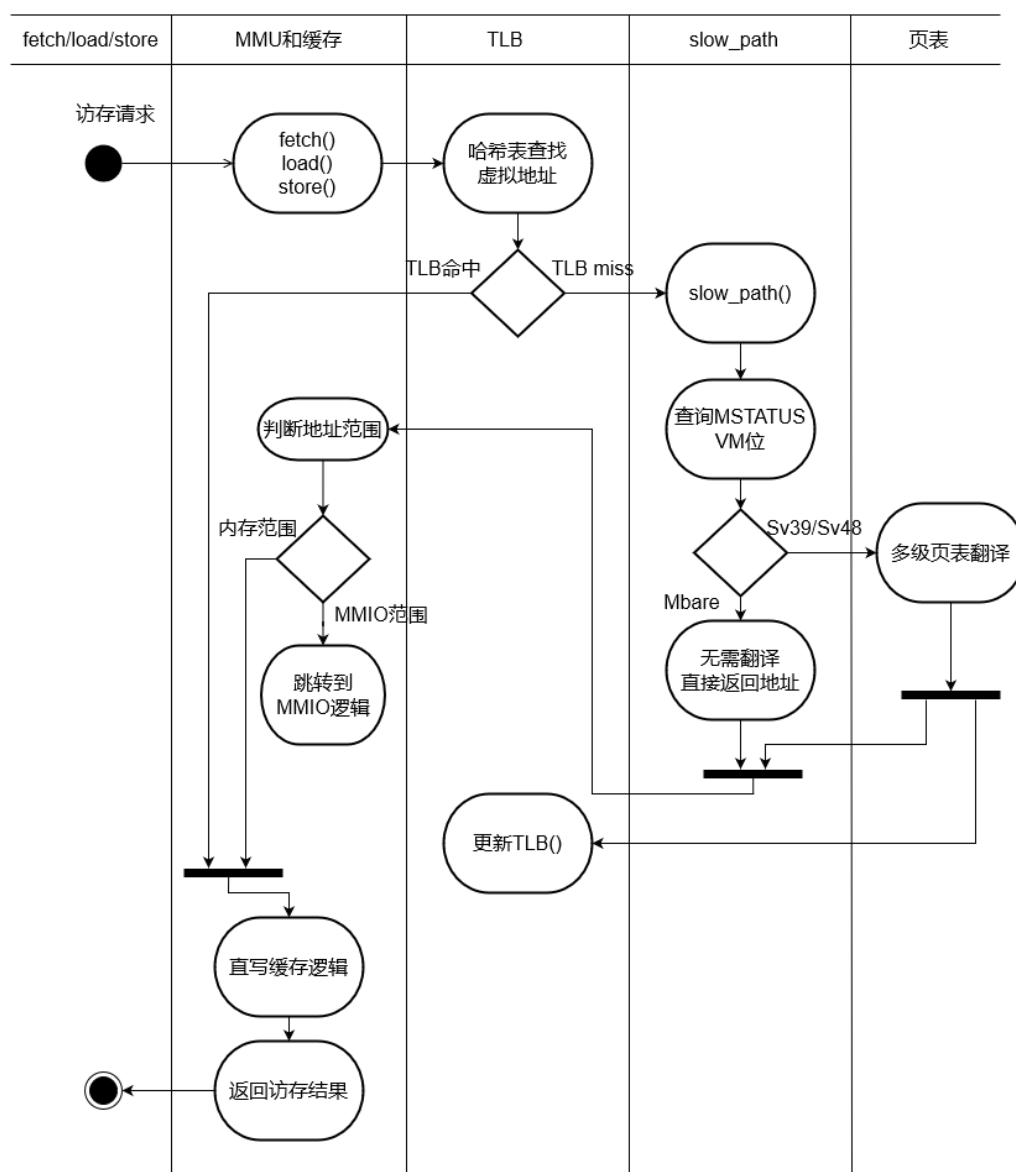 fetch/load/store
MMU和缓存
TLB
slow_path
页表
访存请求
fetch()
load()
store()
哈希表查找
虚拟地址
TLB命中
TLB miss
slow_path()
判断地址范围
查询MSTATUS
VM位
内存范围
Sv39/Sv48
多级页表翻译
MMIO范围
Mbare
跳转到
MMIO逻辑
无需翻译
直接返回地址
更新TLB()
直写缓存逻辑
返回访存结果